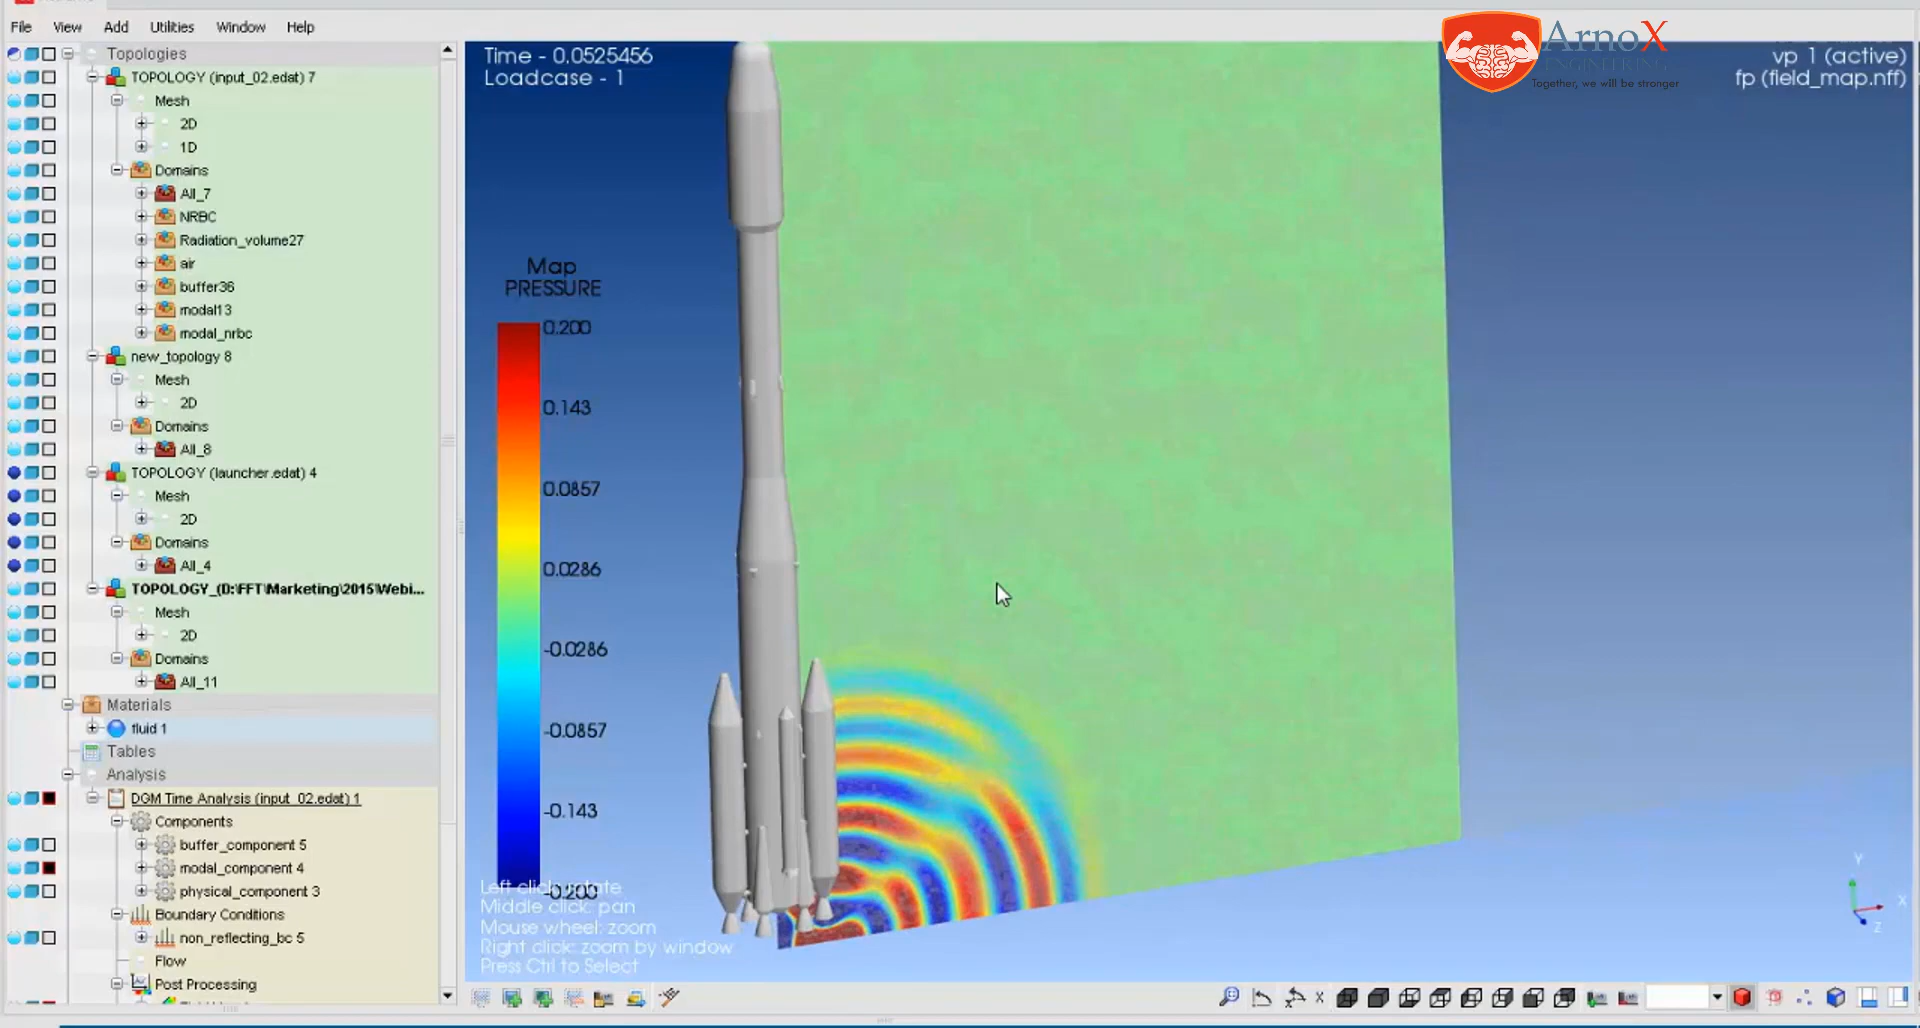 File View Add Utilities Window Help
Topologies
TOPOLOGY (input_02.edat) 7
Mesh
2D
1D
Domains
All_7
NRBC
Radiation_volume27
air
buffer36
modal13
modal_nrbc
new_topology 8
Mesh
2D
Domains
All_8
TOPOLOGY (launcher.edat) 4
Mesh
2D
Domains
All_4
TOPOLOGY_(D:\FFT\Marketing\2015\Webi...
Mesh
2D
Domains
All_11
Materials
fluid 1
Tables
Analysis
DGM Time Analysis (input_02.edat) 1
Components
buffer_component 5
modal_component 4
physical_component 3
Boundary Conditions
non_reflecting_bc 5
Flow
Post Processing
Time - 0.0525456
Loadcase - 1
Map
PRESSURE
0.200
0.143
0.0857
0.0286
-0.0286
-0.0857
-0.143
-0.200
Left click: rotate
Middle click: pan
Mouse wheel: zoom
Right click: zoom by window
Press Ctrl to Select
ArnoX
ENGINEERING
Together, we will be stronger
vp 1 (active)
fp (field_map.nff)
Y
X
Z